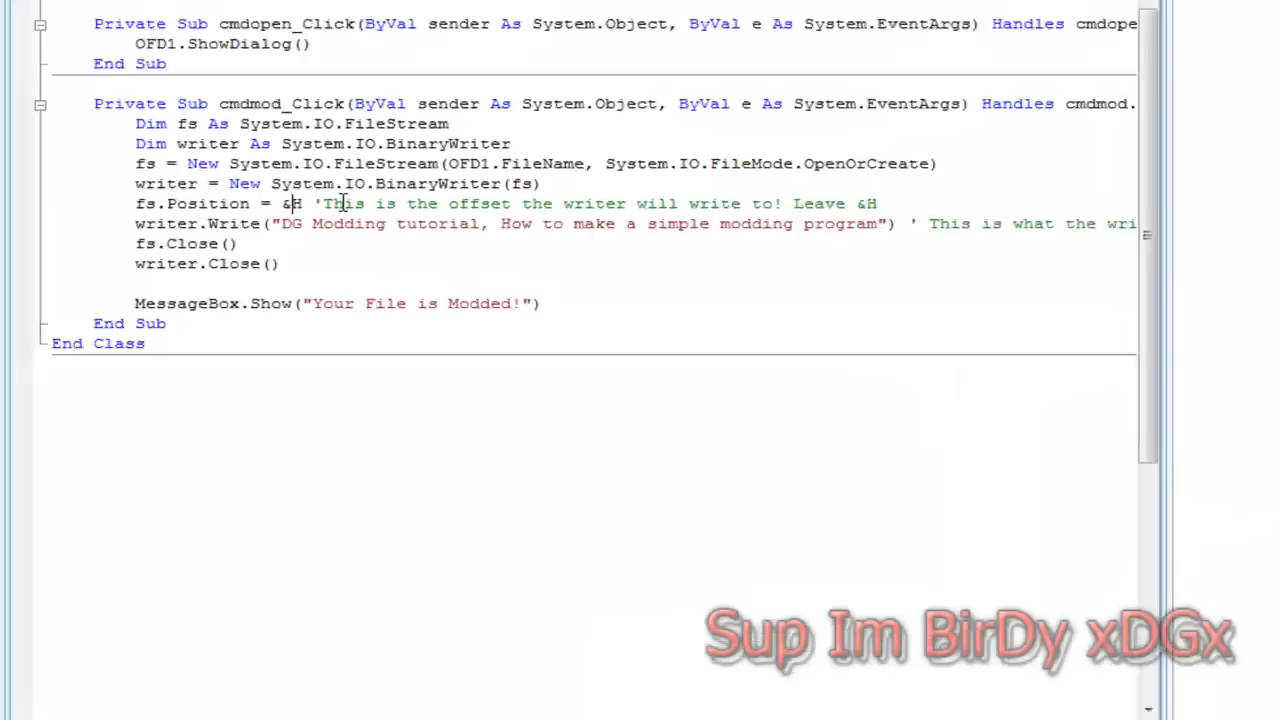 Private Sub cmdopen_Click(ByVal sender As System.Object, ByVal e As System.EventArgs) Handles cmdope
OFD1.ShowDialog()
End Sub
Private Sub cmdmod_Click(ByVal sender As System.Object, ByVal e As System.EventArgs) Handles cmdmod.
Dim fs As System.IO.FileStream
Dim writer As System.IO.BinaryWriter
fs = New System.IO.FileStream(OFD1.FileName, System.IO.FileMode.OpenOrCreate)
writer = New System.IO.BinaryWriter(fs)
fs.Position = &H 'This is the offset the writer will write to! Leave &H
writer.Write("DG Modding tutorial, How to make a simple modding program") ' This is what the wri
fs.Close()
writer.Close()
MessageBox.Show("Your File is Modded!")
End Sub
End Class
Sup Im BirDy xDGx